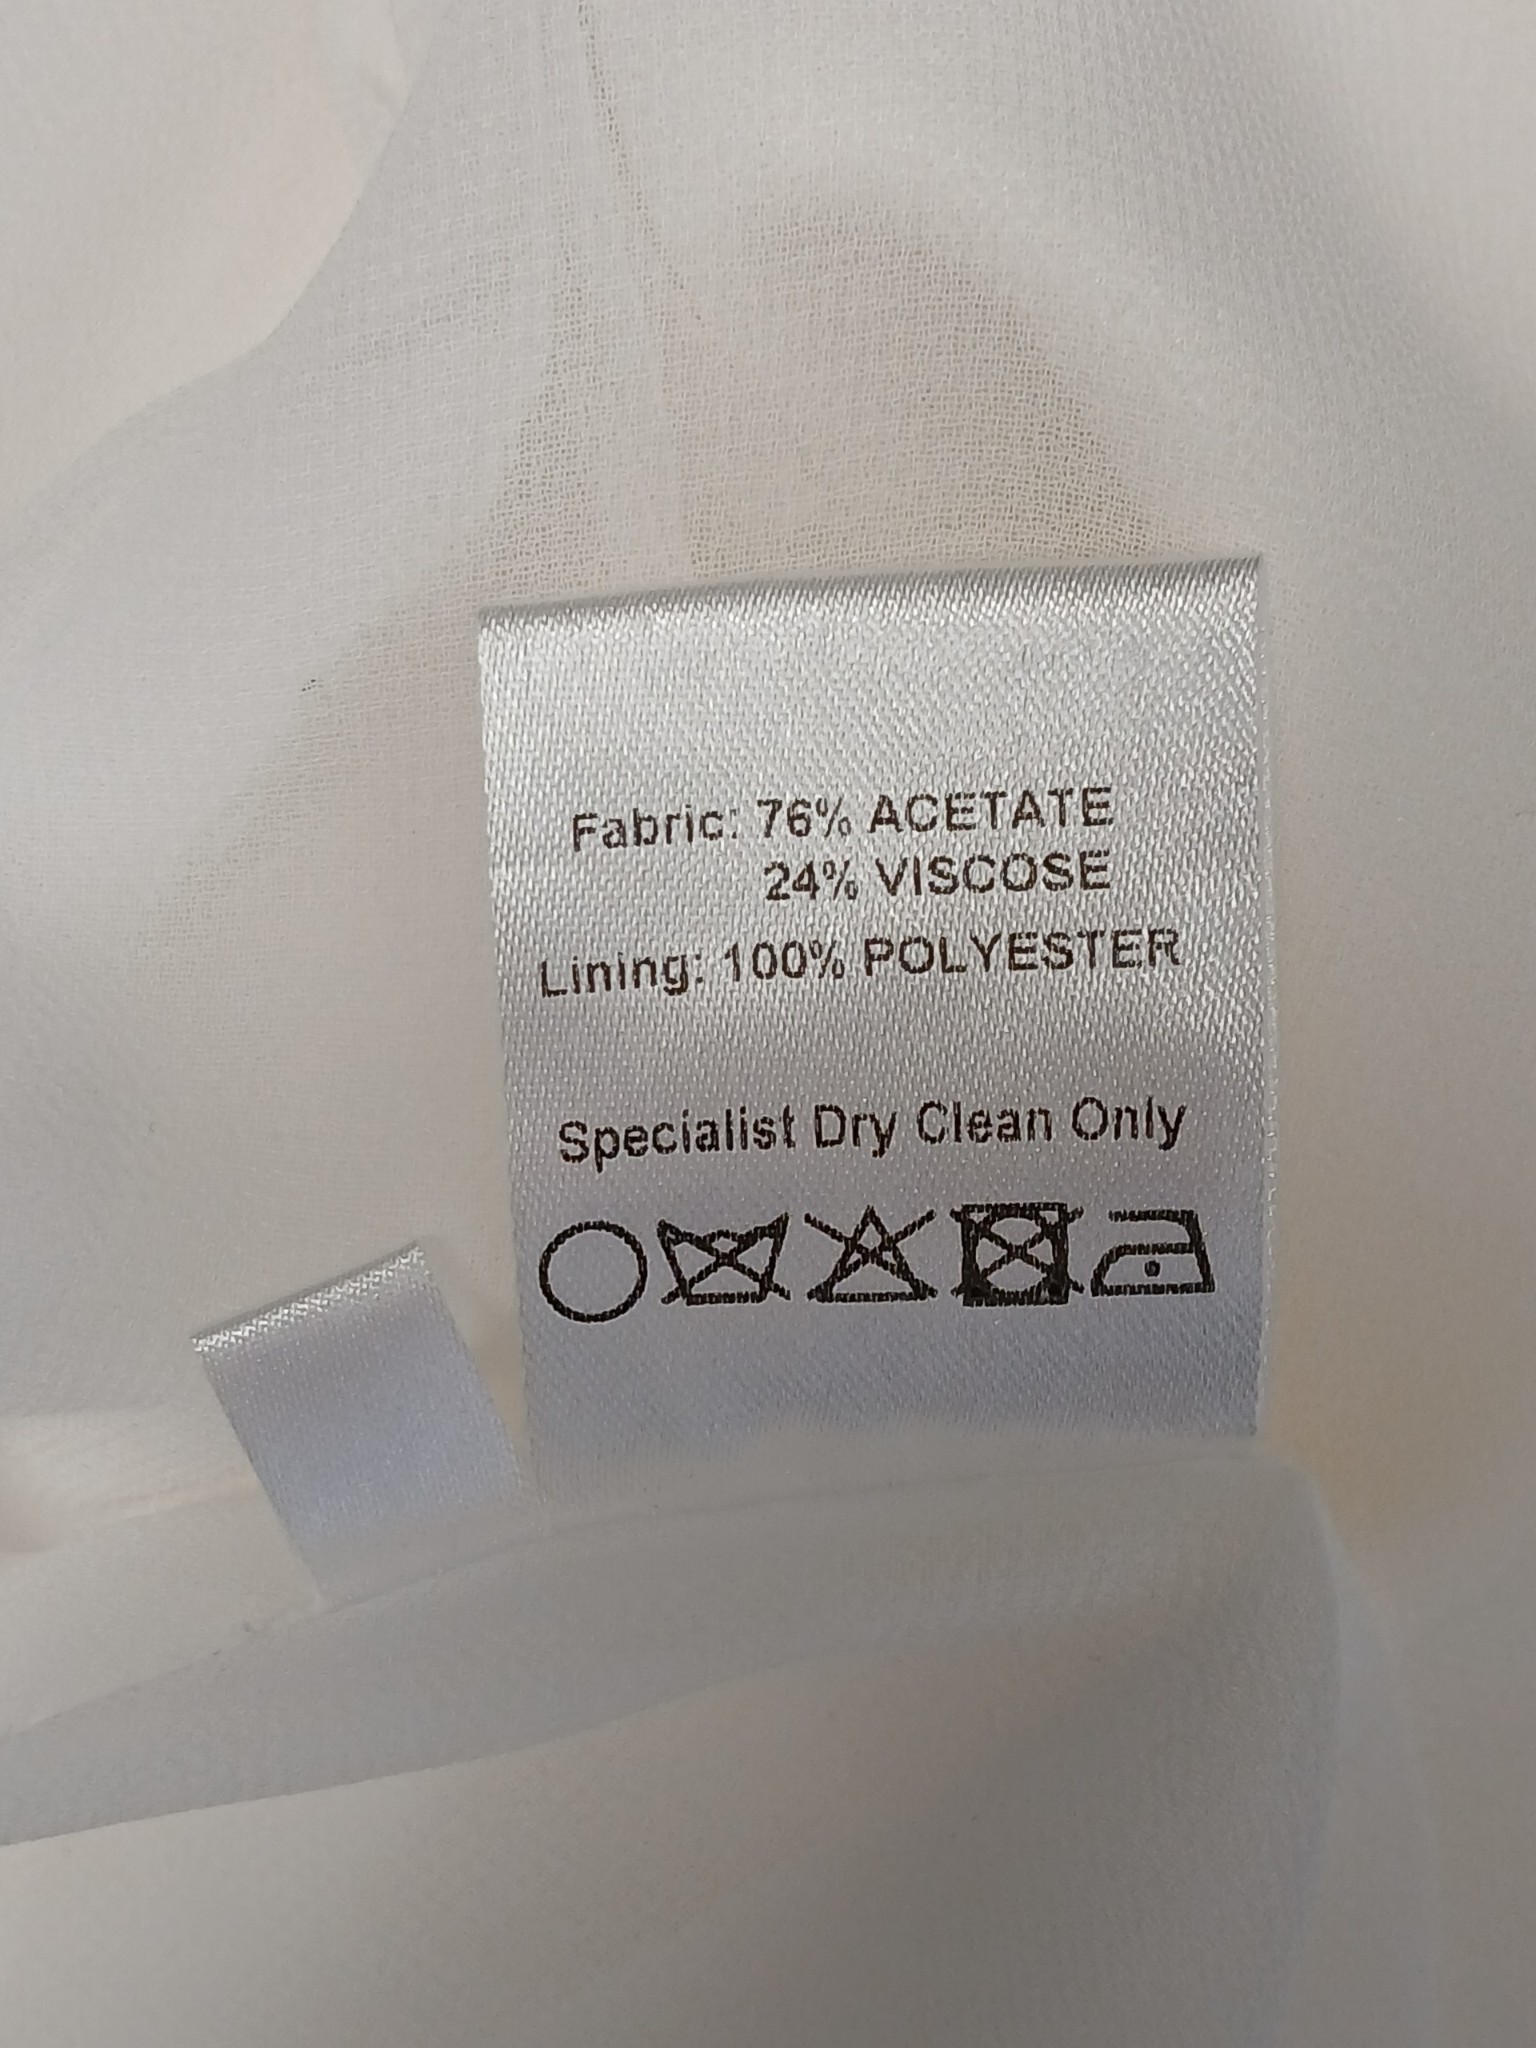 Fabric: 76% ACETATE
24% VISCOSE
Lining: 100% POLYESTER
Specialist Dry Clean Only